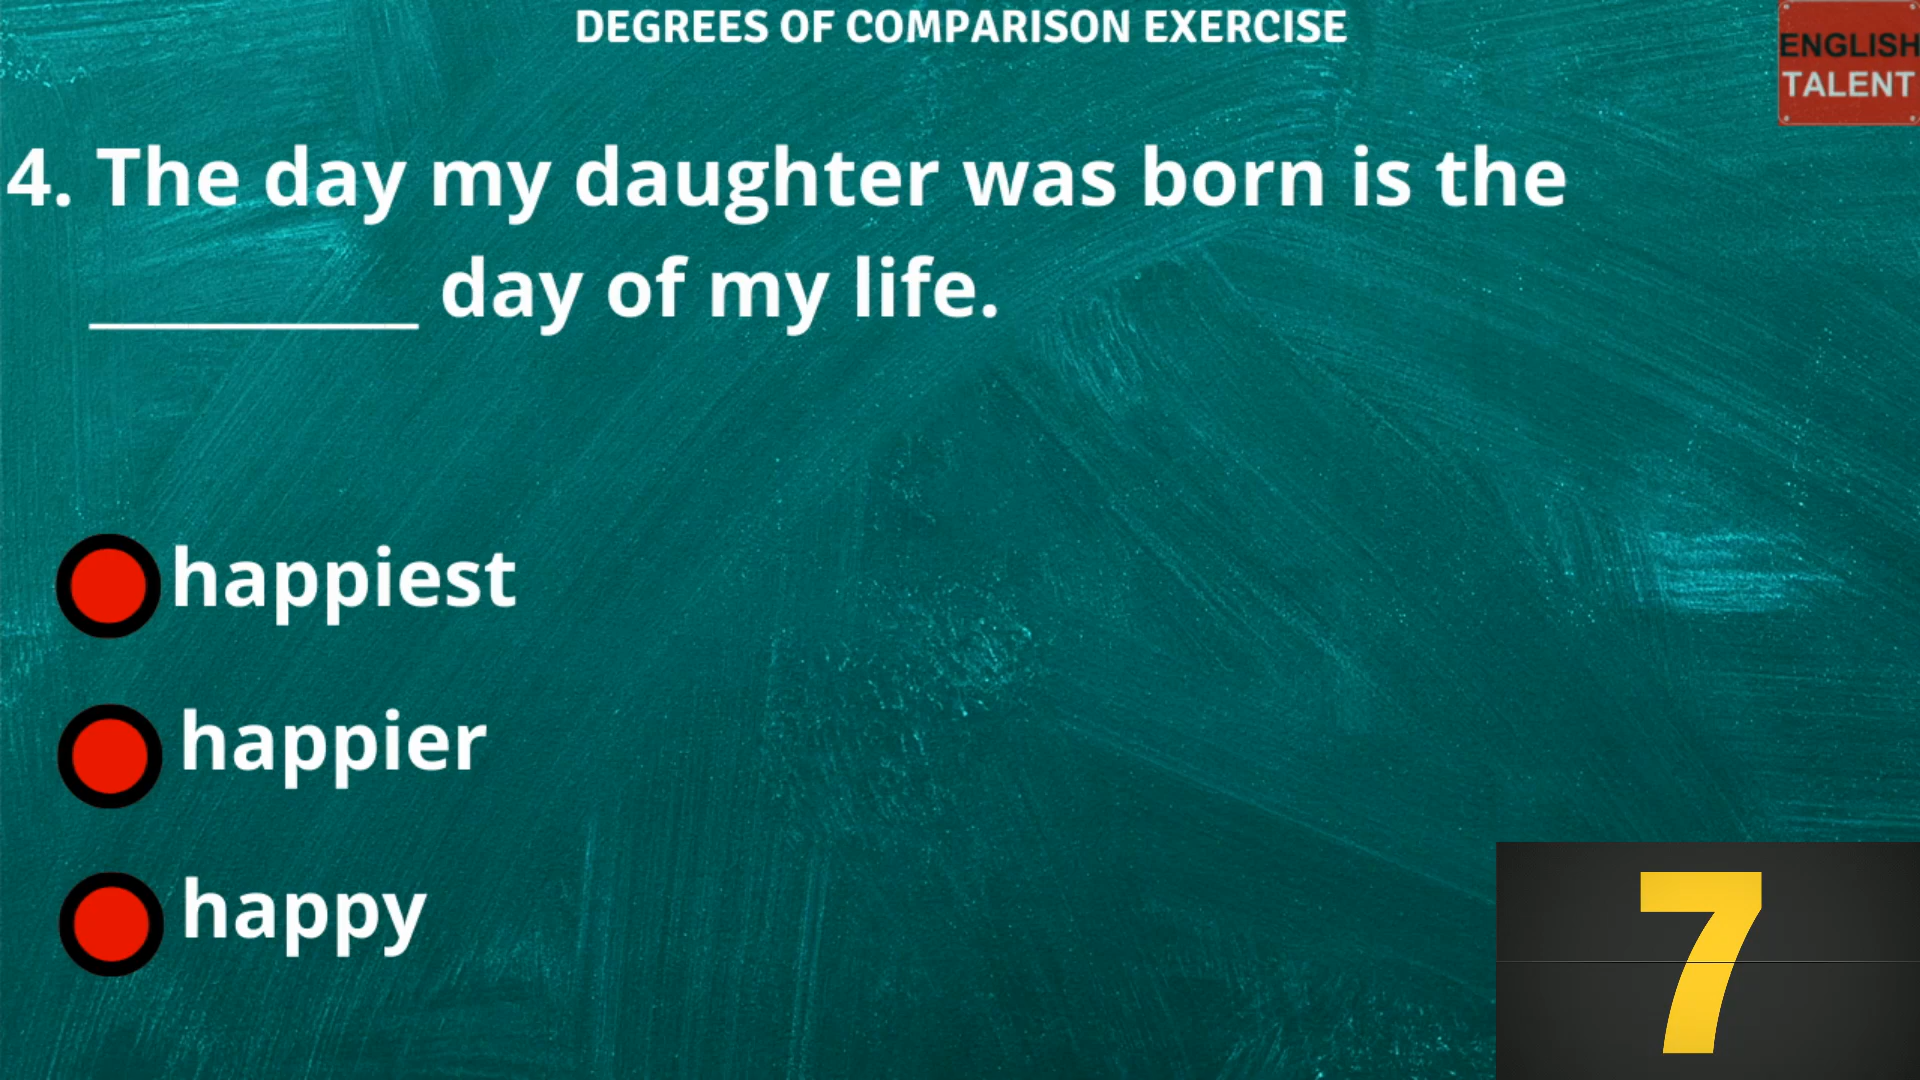 DEGREES OF COMPARISON EXERCISE
ENGLISH
TALENT
4. The day my daughter was born is the
__________ day of my life.
happiest
happier
happy
7